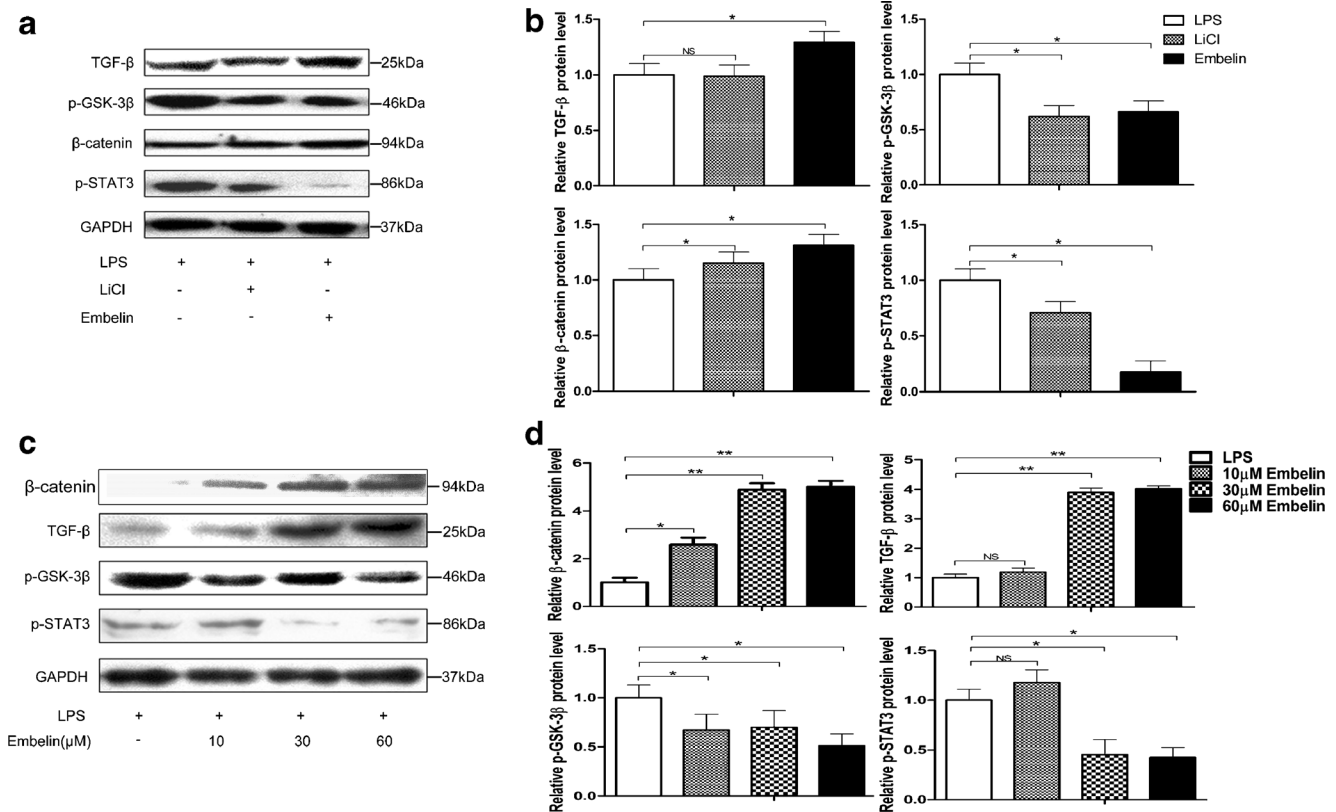 a
TGF-β
25kDa
p-GSK-3β
46kDa
β-catenin
94kDa
p-STAT3
86kDa
GAPDH
37kDa
LPS + + +
LiCl - + -
Embelin - - +
b
Relative TGF-β protein level
1.5
1.0
0.5
0.0
NS
*
Relative p-GSK-3β protein level
1.5
1.0
0.5
0.0
*
*
LPS
LiCl
Embelin
Relative β-catenin protein level
1.5
1.0
0.5
0.0
*
*
Relative p-STAT3 protein level
1.5
1.0
0.5
0.0
*
*
c
β-catenin
94kDa
TGF-β
25kDa
p-GSK-3β
46kDa
p-STAT3
86kDa
GAPDH
37kDa
LPS + + + +
Embelin(μM) - 10 30 60
d
Relative β-catenin protein level
6
4
2
0
*
**
**
Relative TGF-β protein level
5
4
3
2
1
0
NS
**
**
LPS
10μM Embelin
30μM Embelin
60μM Embelin
Relative p-GSK-3β protein level
1.5
1.0
0.5
0.0
*
*
*
Relative p-STAT3 protein level
1.5
1.0
0.5
0.0
NS
*
*